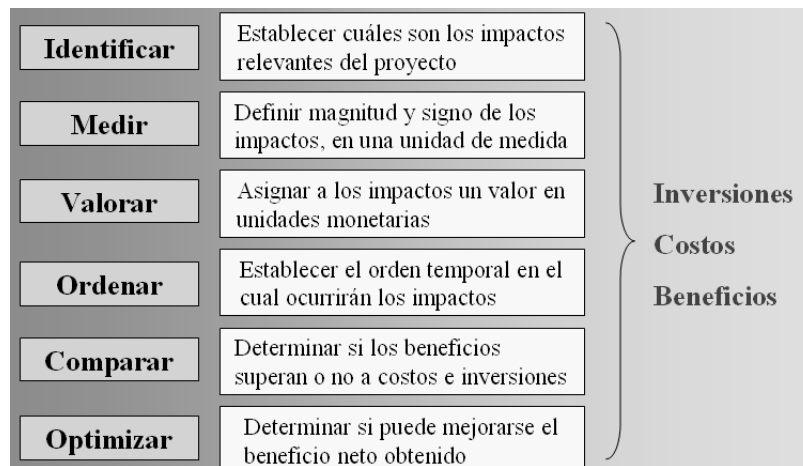 Identificar
Establecer cuáles son los impactos
relevantes del proyecto
Medir
Definir magnitud y signo de los
impactos, en una unidad de medida
Valorar
Asignar a los impactos un valor en
unidades monetarias
Ordenar
Establecer el orden temporal en el
cual ocurrirán los impactos
Comparar
Determinar si los beneficios
superan o no a costos e inversiones
Optimizar
Determinar si puede mejorarse el
beneficio neto obtenido
Inversiones
Costos
Beneficios